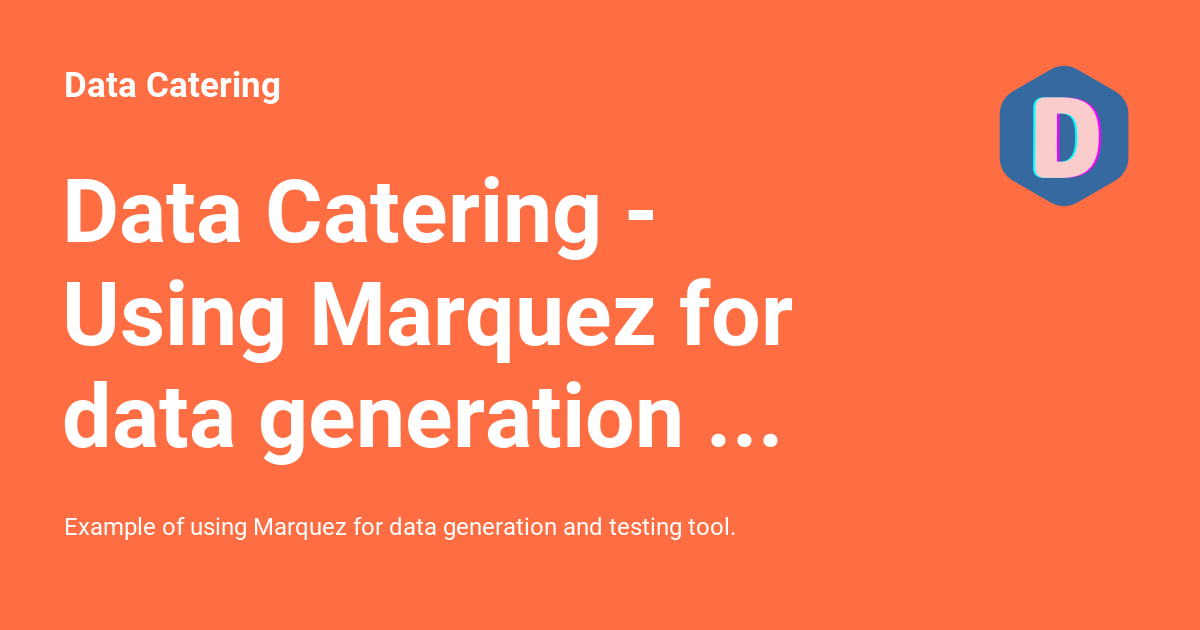 Data Catering
D
Data Catering -
Using Marquez for
data generation ...
Example of using Marquez for data generation and testing tool.